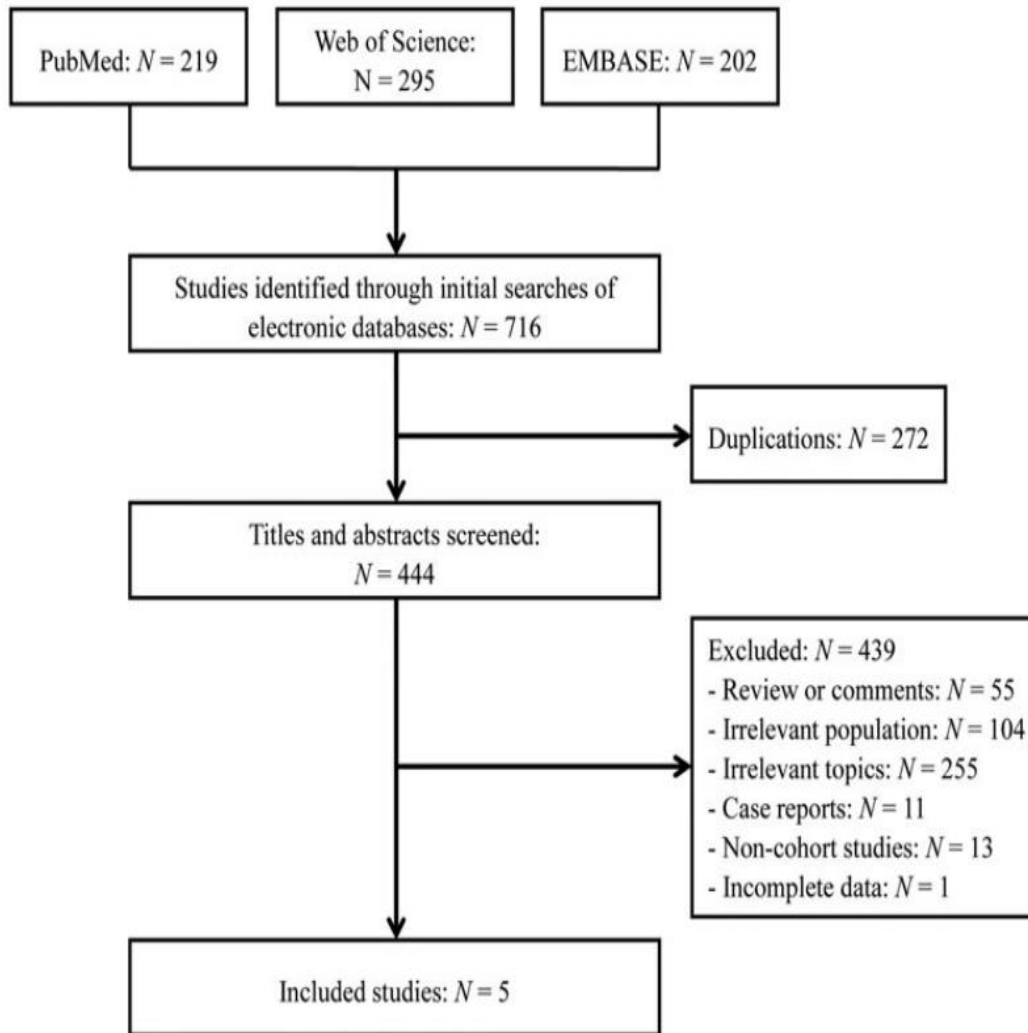 PubMed: N = 219
Web of Science:
N = 295
EMBASE: N = 202
Studies identified through initial searches of
electronic databases: N = 716
Duplications: N = 272
Titles and abstracts screened:
N = 444
Excluded: N = 439
- Review or comments: N = 55
- Irrelevant population: N = 104
- Irrelevant topics: N = 255
- Case reports: N = 11
- Non-cohort studies: N = 13
- Incomplete data: N = 1
Included studies: N = 5